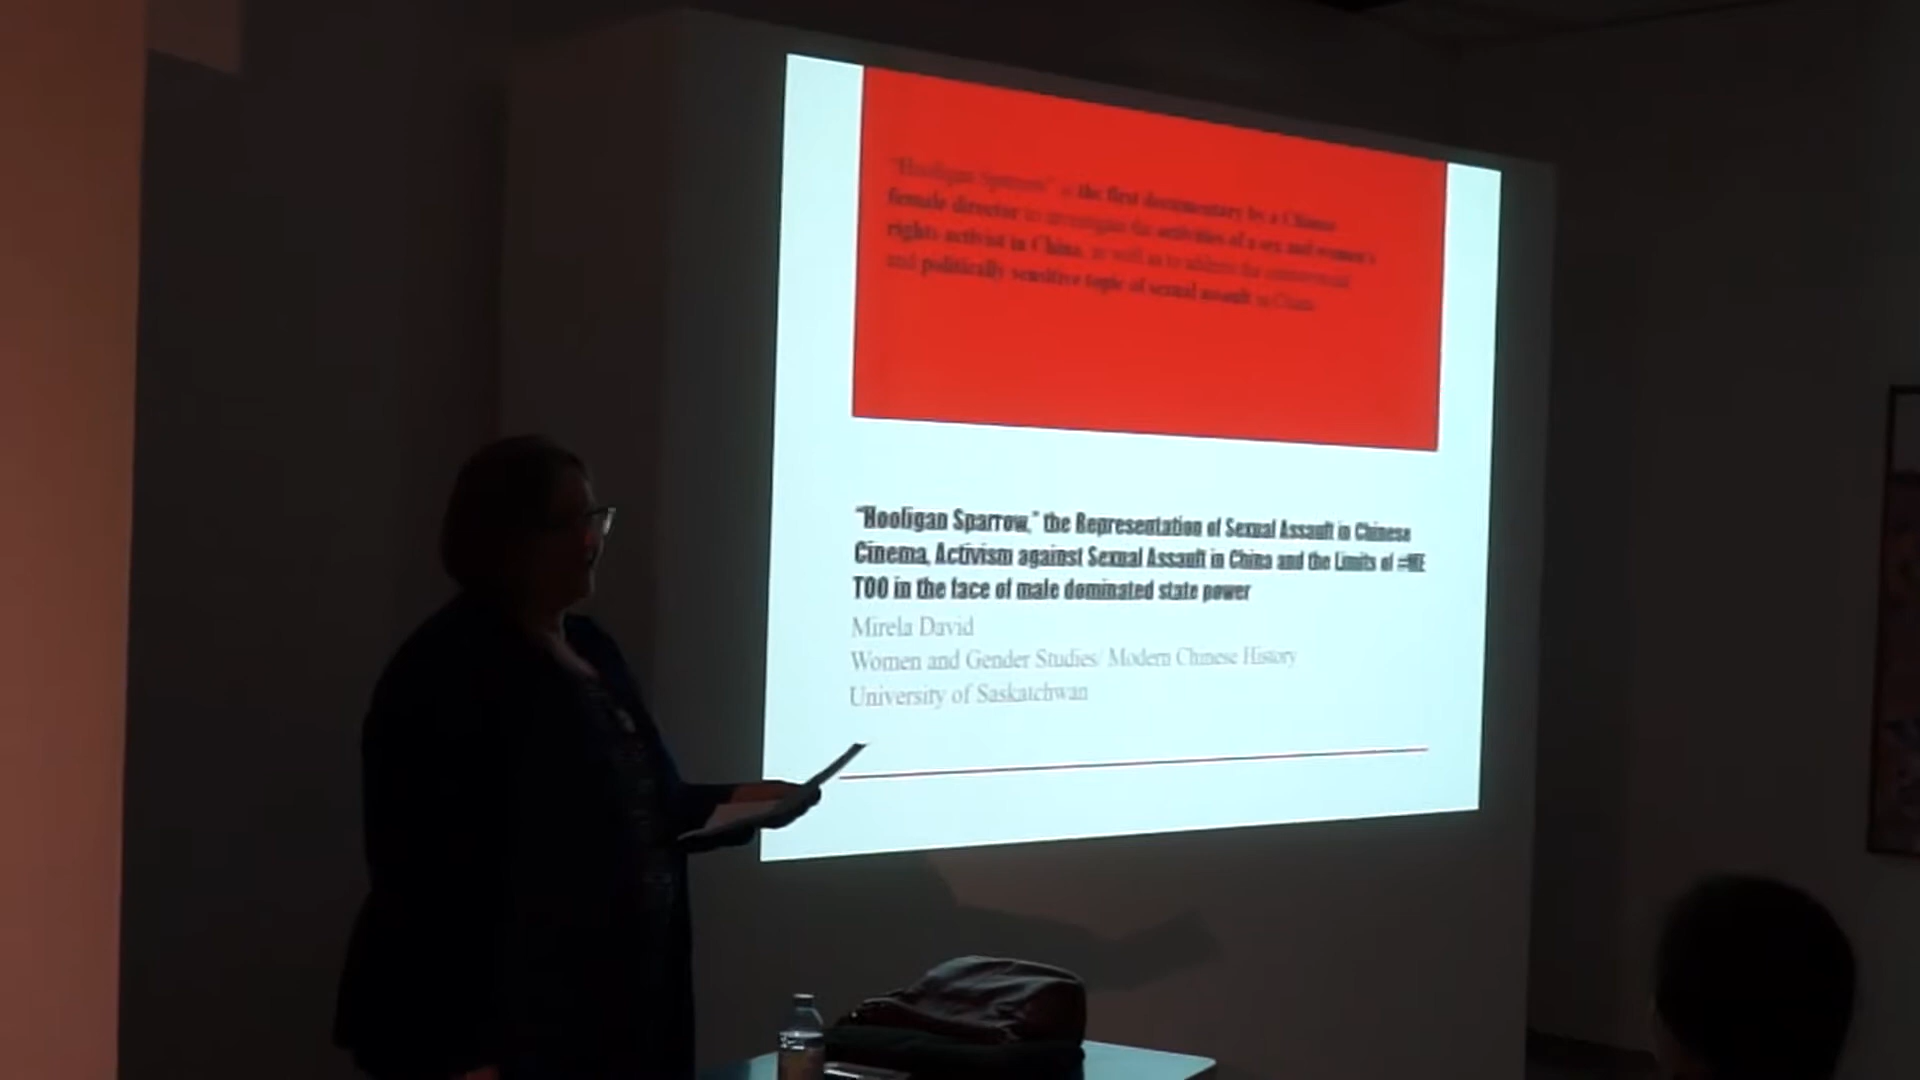 "Hooligan Sparrow" is the first documentary by a Chinese
female director to investigate the activities of a sex and women's
rights activist in China, as well as to address the controversial
and politically sensitive topic of sexual assault in China
"Hooligan Sparrow," the Representation of Sexual Assault in Chinese
Cinema, Activism against Sexual Assault in China and the Limits of #ME
TOO in the face of male dominated state power
Mirela David
Women and Gender Studies/ Modern Chinese History
University of Saskatchwan